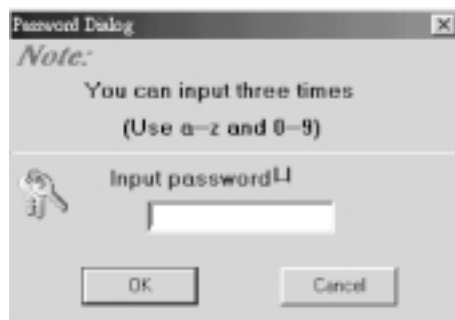 Password Dialog
Note:
You can input three times
(Use a-z and 0-9)
Input password
OK
Cancel